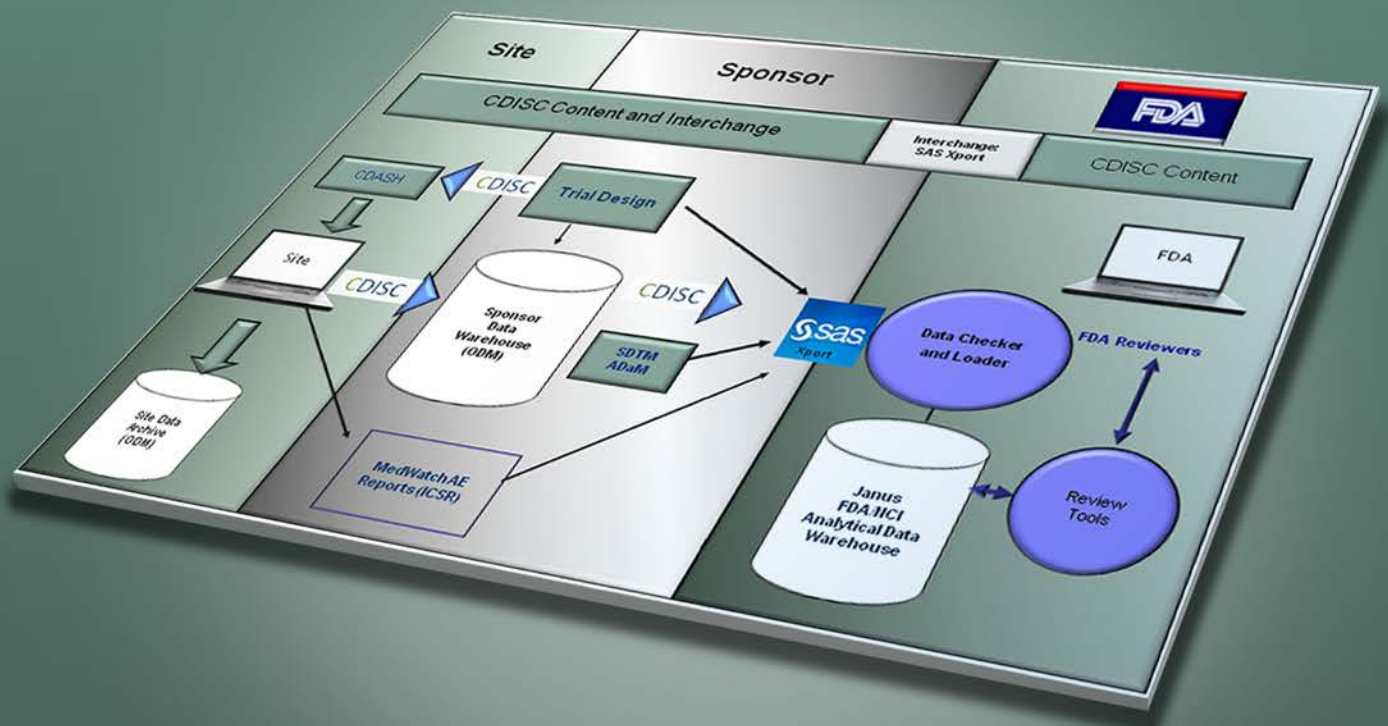 Site
Sponsor
FDA
CDISC Content and Interchange
Interchange:
SAS Xport
CDISC Content
CDASH
CDISC
Trial Design
Site
CDISC
Sponsor
Data
Warehouse
(ODM)
CDISC
SDTM
ADaM
sas
Xport
Data Checker
and Loader
FDA
FDA Reviewers
Site Data
Archive
(ODM)
MedWatchAE
Reports (ICSR)
Janus
FDA/NCI
Analytical Data
Warehouse
Review
Tools